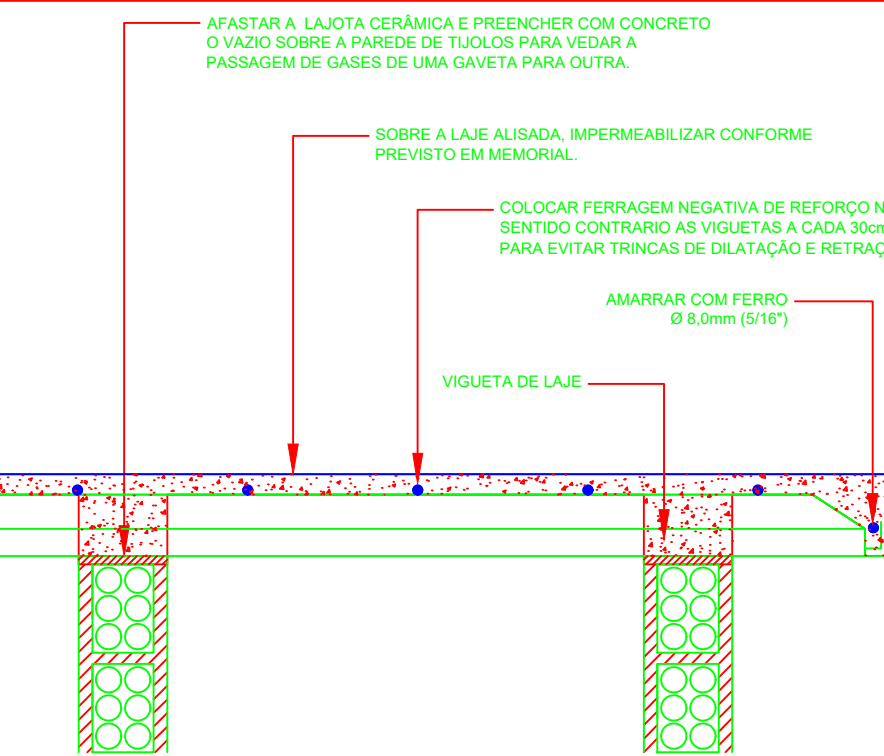 AFASTAR A LAJOTA CERÂMICA E PREENCHER COM CONCRETO
O VAZIO SOBRE A PAREDE DE TIJOLOS PARA VEDAR A
PASSAGEM DE GASES DE UMA GAVETA PARA OUTRA.
SOBRE A LAJE ALISADA, IMPERMEABILIZAR CONFORME
PREVISTO EM MEMORIAL.
COLOCAR FERRAGEM NEGATIVA DE REFORÇO N
SENTIDO CONTRARIO AS VIGUETAS A CADA 30cm
PARA EVITAR TRINCAS DE DILATAÇÃO E RETRAÇ
AMARRAR COM FERRO
Ø 8,0mm (5/16")
VIGUETA DE LAJE